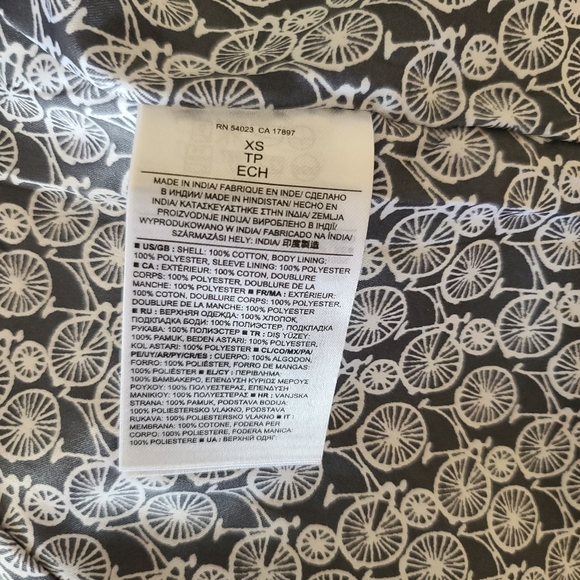 RN 54023 CA 17897
XS
TP
ECH
MADE IN INDIA/ FABRIQUE EN INDE/ СДЕЛАНО
В ИНДИИ/ MADE IN HINDISTAN/ HECHO EN
INDIA/ ΚΑΤΑΣΚΕΥΑΣΤΗΚΕ ΣΤΗΝ ΙΝΔΙΑ/ ZEMLJA
PROIZVODNJE INDIJA/ ВИРОБЛЕНО В ІНДІЇ/
WYPRODUKOWANO W INDIA/ FABRICADO NA ÍNDIA/
SZÁRMAZÁSI HELY: INDIA/ 印度製造
■ US/GB : SHELL: 100% COTTON, BODY LINING:
100% POLYESTER, SLEEVE LINING: 100% POLYESTER
■ CA : EXTÉRIEUR: 100% COTON, DOUBLURE
CORPS: 100% POLYESTER, DOUBLURE DE LA
MANCHE: 100% POLYESTER ■ FR/MA : EXTÉRIEUR:
100% COTON, DOUBLURE CORPS: 100% POLYESTER,
DOUBLURE DE LA MANCHE: 100% POLYESTER
■ RU : ВЕРХНЯЯ ОДЕЖДА: 100% ХЛОПОК,
ПОДКЛАДКА БОДИ: 100% ПОЛИЭСТЕР, ПОДКЛАДКА
РУКАВА: 100% ПОЛИЭСТЕР ■ TR : DIŞ YÜZEY:
100% PAMUK, BEDEN ASTARI: 100% POLYESTER,
KOL ASTARI: 100% POLYESTER ■ CL/CO/MX/PA/
PE/UY/AR/PY/CR/ES : CUERPO: 100% ALGODÓN,
FORRO: 100% POLIÉSTER, FORRO DE MANGAS:
100% POLIÉSTER ■ EL/CY : ΠΕΡΙΒΛΗΜΑ:
100% ΒΑΜΒΑΚΕΡΟ, ΕΠΕΝΔΥΣΗ ΚΥΡΙΩΣ ΜΕΡΟΥΣ
ΡΟΥΧΟΥ: 100% ΠΟΛΥΕΣΤΕΡΑΣ, ΕΠΕΝΔΥΣΗ
ΜΑΝΙΚΙΟΥ: 100% ΠΟΛΥΕΣΤΕΡΑΣ ■ HR : VANJSKA
STRANA: 100% PAMUK, PODSTAVA BODIJA:
100% POLIESTERSKO VLAKNO, PODSTAVA
RUKAVA: 100% POLIESTERSKO VLAKNO ■ IT :
MEMBRANA: 100% COTONE, FODERA PER
CORPO: 100% POLIESTERE, FODERA MANICA:
100% POLIESTERE ■ UA : ВЕРХНІЙ ОДЯГ: